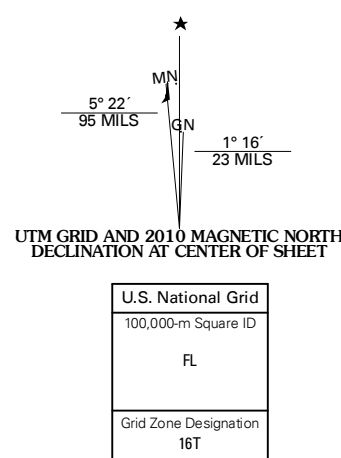 ★
MN
5° 22´
95 MILS
GN
1° 16´
23 MILS
UTM GRID AND 2010 MAGNETIC NORTH
DECLINATION AT CENTER OF SHEET
U.S. National Grid
100,000-m Square ID
FL
Grid Zone Designation
16T